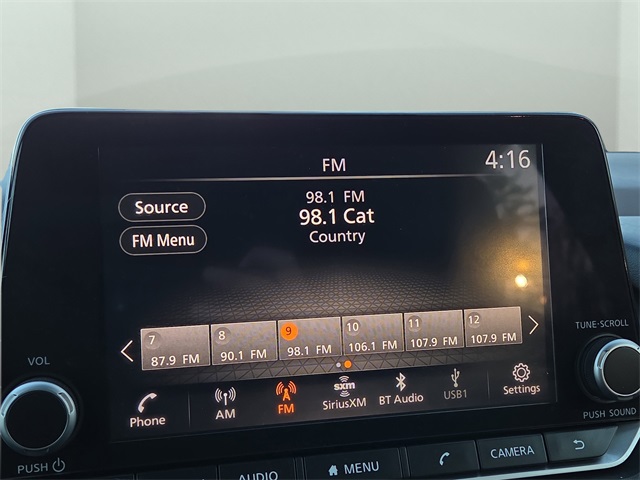 FM 4:16
Source
98.1 FM
98.1 Cat
FM Menu
Country
7 8 9 10 11 12
87.9 FM 90.1 FM 98.1 FM 106.1 FM 107.9 FM 107.9 FM
TUNE-SCROLL
VOL
Phone AM FM sxm SiriusXM BT Audio USB1 Settings
PUSH SOUND
PUSH
AUDIO MENU CAMERA